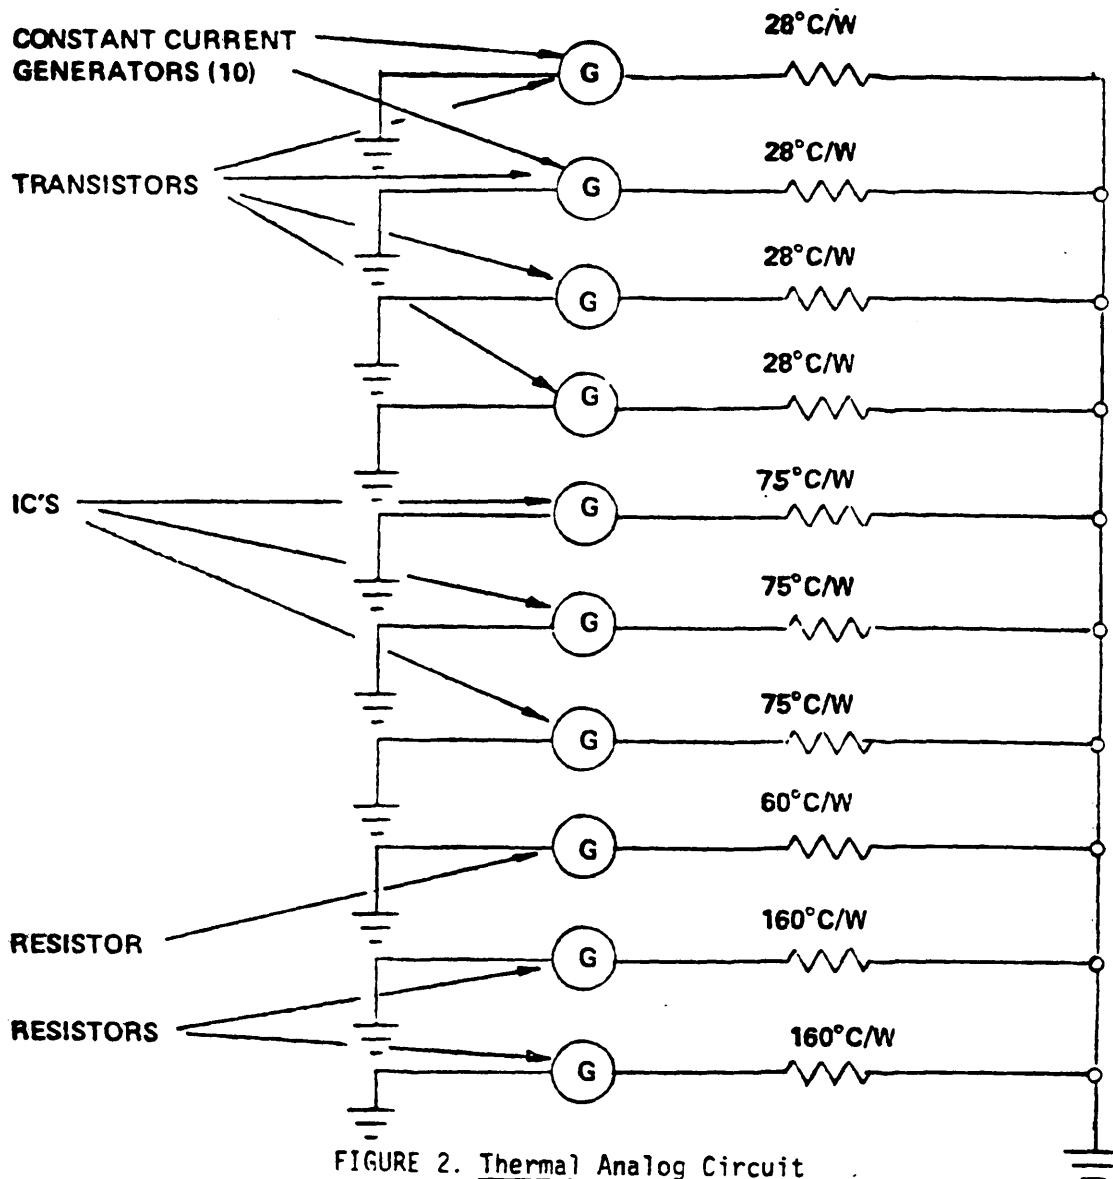 28°C/W
CONSTANT CURRENT
GENERATORS (10)
G
28°C/W
TRANSISTORS
G
28°C/W
G
28°C/W
G
75°C/W
IC'S
G
75°C/W
G
75°C/W
G
60°C/W
G
160°C/W
RESISTOR
G
RESISTORS
160°C/W
G
FIGURE 2. Thermal Analog Circuit